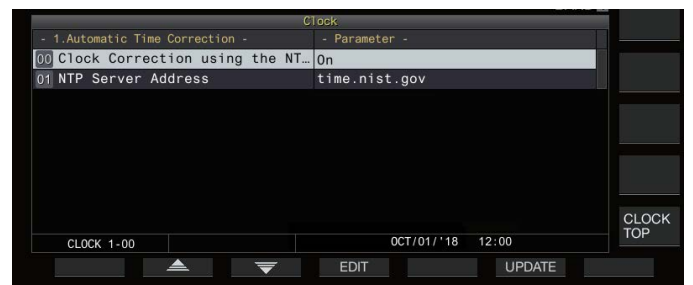 Clock
- 1.Automatic Time Correction - - Parameter -
00 Clock Correction using the NT… On
01 NTP Server Address time.nist.gov
CLOCK 1-00 OCT/01/'18 12:00
CLOCK
TOP
EDIT UPDATE